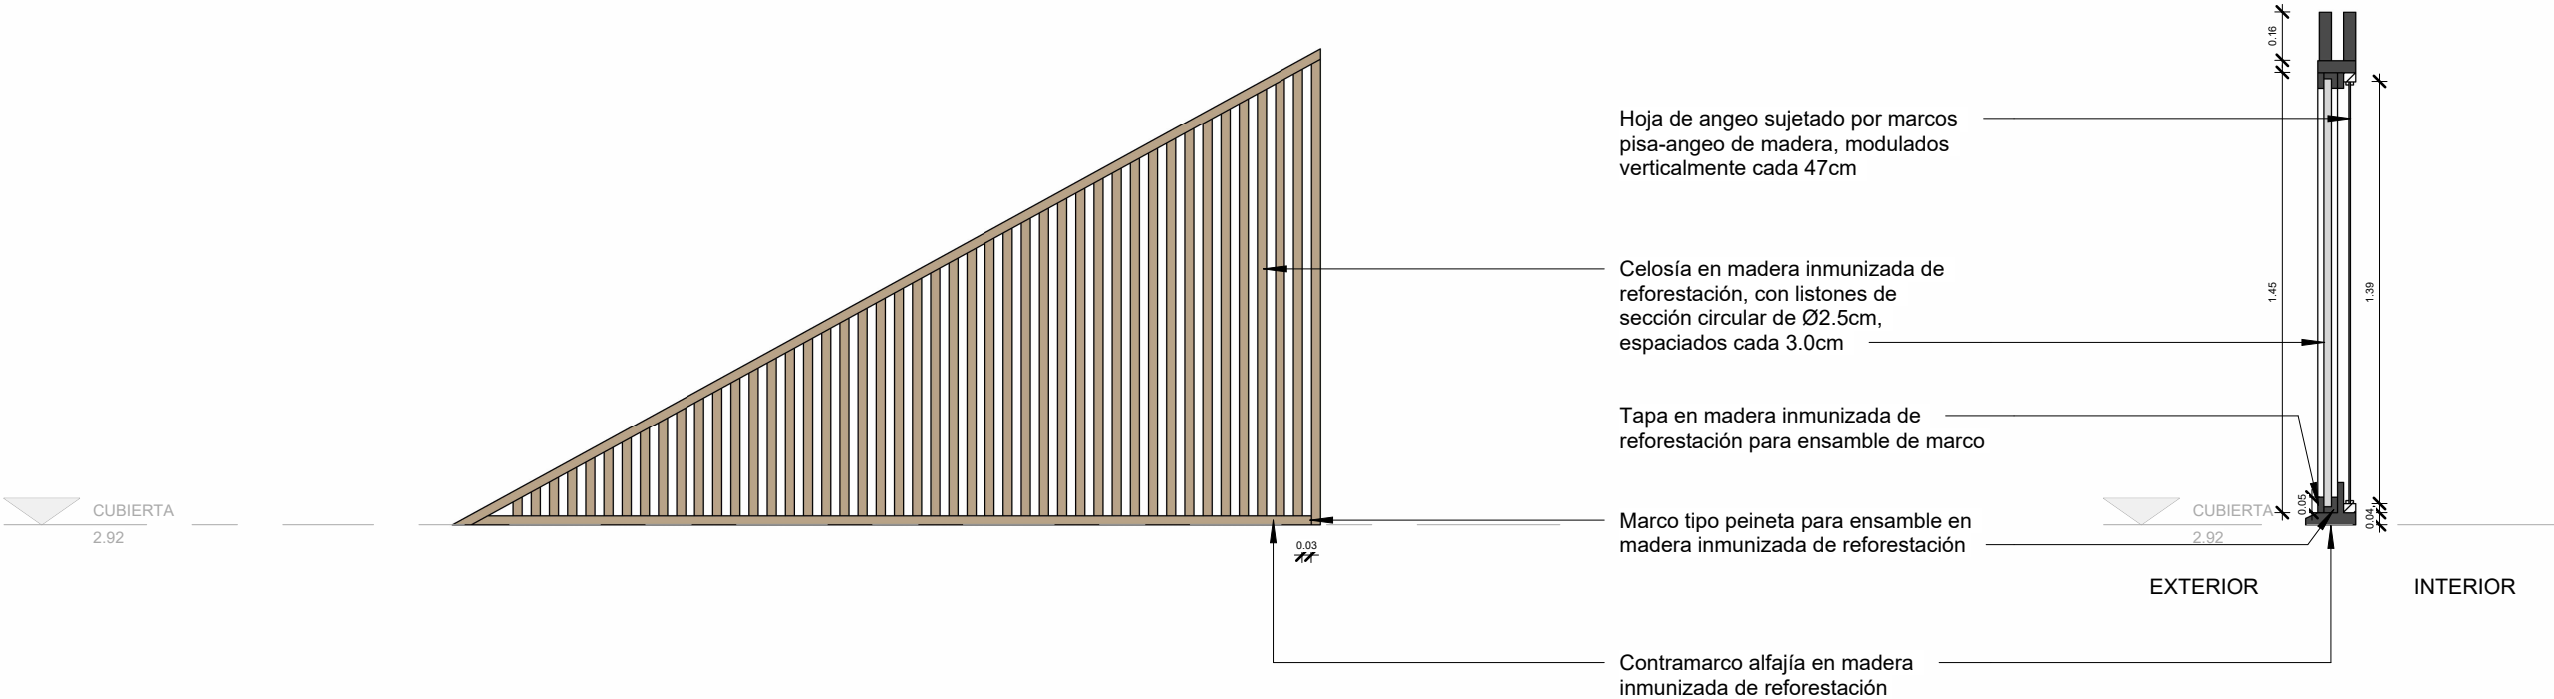 0.16
Hoja de angeo sujetado por marcos
pisa-angeo de madera, modulados
verticalmente cada 47cm
Celosía en madera inmunizada de
reforestación, con listones de
sección circular de Ø2.5cm,
espaciados cada 3.0cm
1.45
1.39
Tapa en madera inmunizada de
reforestación para ensamble de marco
CUBIERTA
2.92
Marco tipo peineta para ensamble en
madera inmunizada de reforestación
0.03
CUBIERTA
2.92
0.05
0.04
EXTERIOR
INTERIOR
Contramarco alfajía en madera
inmunizada de reforestación